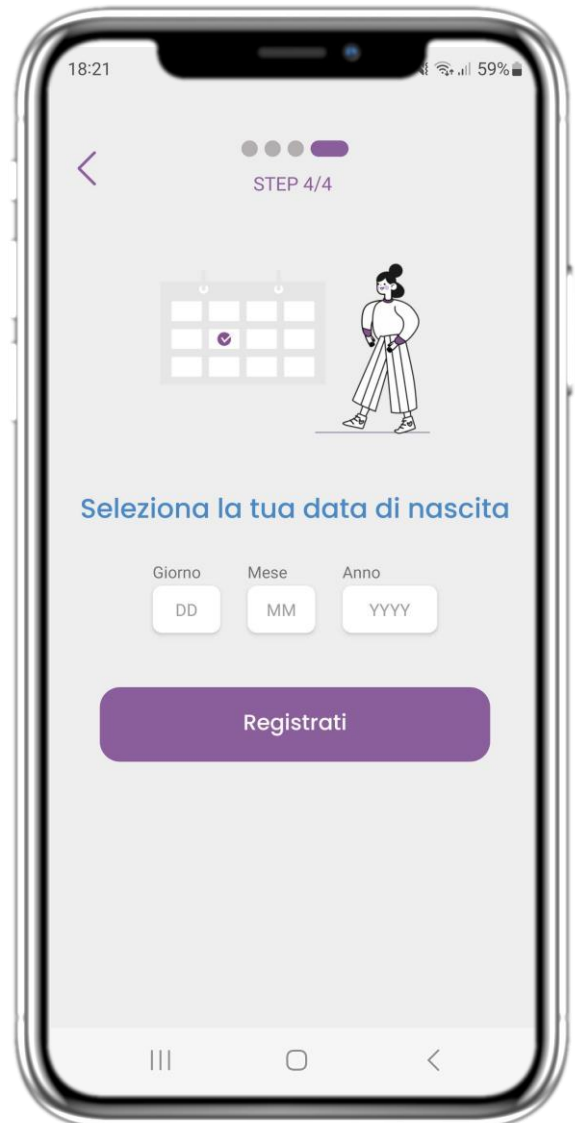 18:21 59%
STEP 4/4
Seleziona la tua data di nascita
Giorno Mese Anno
DD MM YYYY
Registrati